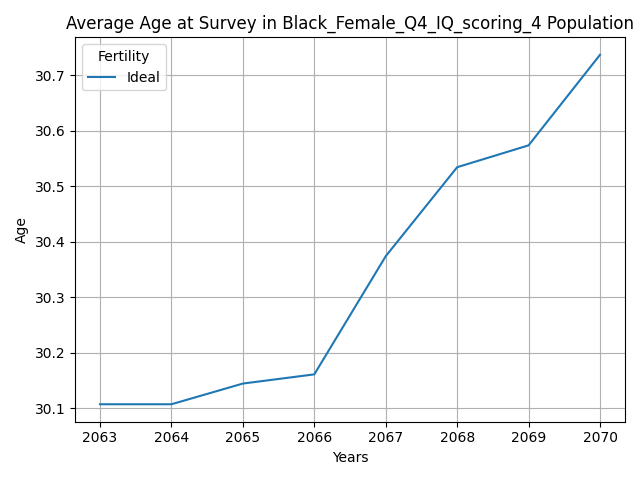 Average Age at Survey in Black_Female_Q4_IQ_scoring_4 Population
Fertility
Ideal
30.7
30.6
30.5
30.4
30.3
30.2
30.1
Age
2063 2064 2065 2066 2067 2068 2069 2070
Years